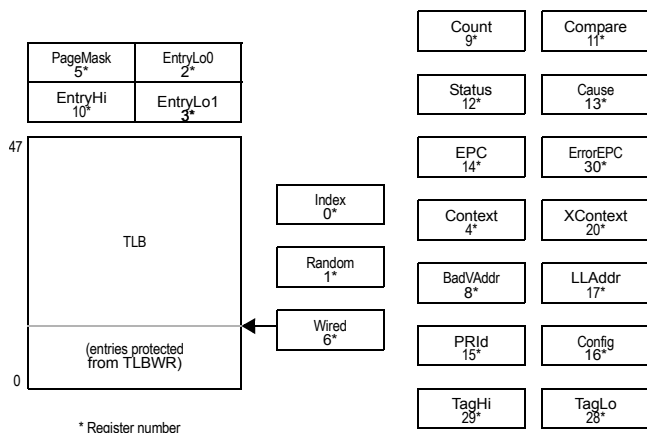 PageMask
5*
EntryLo0
2*
EntryHi
10*
EntryLo1
3*
47
TLB
(entries protected
from TLBWR)
0
* Register number
Index
0*
Random
1*
Wired
6*
Count
9*
Compare
11*
Status
12*
Cause
13*
EPC
14*
ErrorEPC
30*
Context
4*
XContext
20*
BadVAddr
8*
LLAddr
17*
PRId
15*
Config
16*
TagHi
29*
TagLo
28*